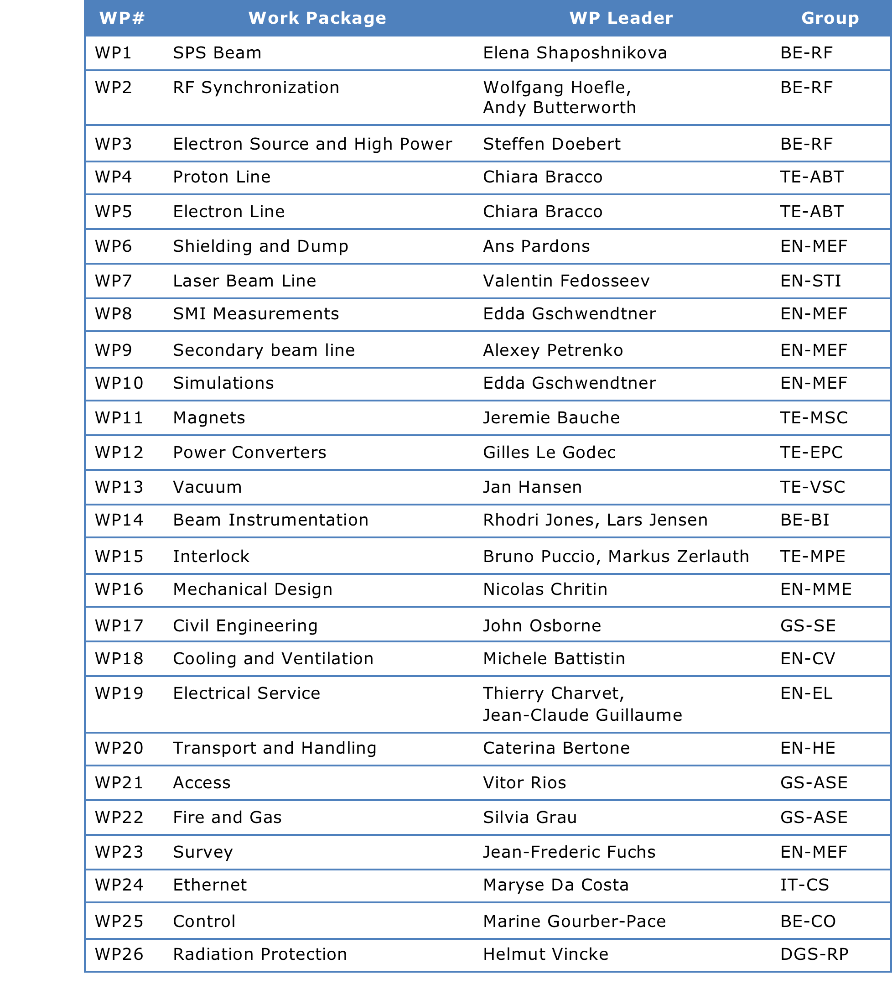 WP# Work Package WP Leader Group
WP1 SPS Beam Elena Shaposhnikova BE-RF
WP2 RF Synchronization Wolfgang Hoefle, BE-RF
Andy Butterworth
WP3 Electron Source and High Power Steffen Doebert BE-RF
WP4 Proton Line Chiara Bracco TE-ABT
WP5 Electron Line Chiara Bracco TE-ABT
WP6 Shielding and Dump Ans Pardons EN-MEF
WP7 Laser Beam Line Valentin Fedosseev EN-STI
WP8 SMI Measurements Edda Gschwendtner EN-MEF
WP9 Secondary beam line Alexey Petrenko EN-MEF
WP10 Simulations Edda Gschwendtner EN-MEF
WP11 Magnets Jeremie Bauche TE-MSC
WP12 Power Converters Gilles Le Godec TE-EPC
WP13 Vacuum Jan Hansen TE-VSC
WP14 Beam Instrumentation Rhodri Jones, Lars Jensen BE-BI
WP15 Interlock Bruno Puccio, Markus Zerlauth TE-MPE
WP16 Mechanical Design Nicolas Chritin EN-MME
WP17 Civil Engineering John Osborne GS-SE
WP18 Cooling and Ventilation Michele Battistin EN-CV
WP19 Electrical Service Thierry Charvet, EN-EL
Jean-Claude Guillaume
WP20 Transport and Handling Caterina Bertone EN-HE
WP21 Access Vitor Rios GS-ASE
WP22 Fire and Gas Silvia Grau GS-ASE
WP23 Survey Jean-Frederic Fuchs EN-MEF
WP24 Ethernet Maryse Da Costa IT-CS
WP25 Control Marine Gourber-Pace BE-CO
WP26 Radiation Protection Helmut Vincke DGS-RP